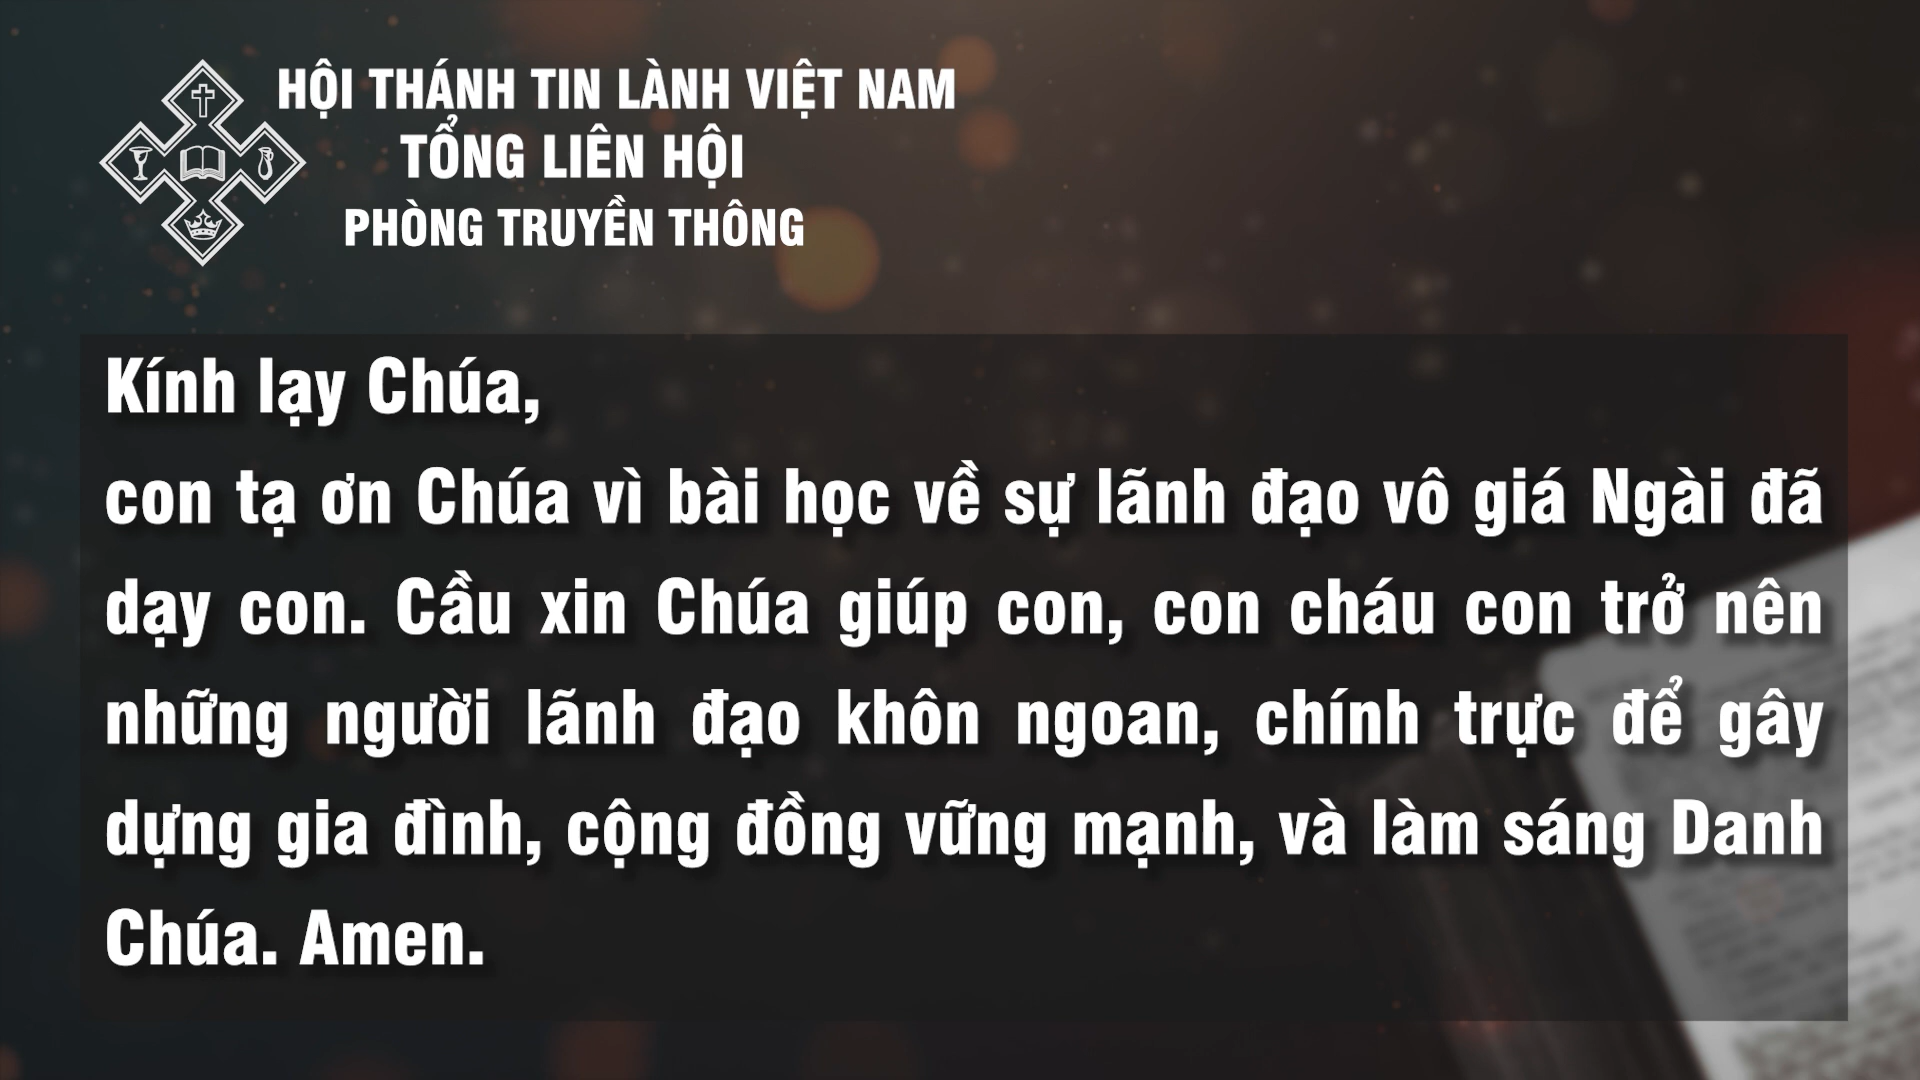 HỘI THÁNH TIN LÀNH VIỆT NAM
TỔNG LIÊN HỘI
PHÒNG TRUYỀN THÔNG
Kính lạy Chúa,
con tạ ơn Chúa vì bài học về sự lãnh đạo vô giá Ngài đã
dạy con. Cầu xin Chúa giúp con, con cháu con trở nên
những người lãnh đạo khôn ngoan, chính trực để gây
dựng gia đình, cộng đồng vững mạnh, và làm sáng Danh
Chúa. Amen.